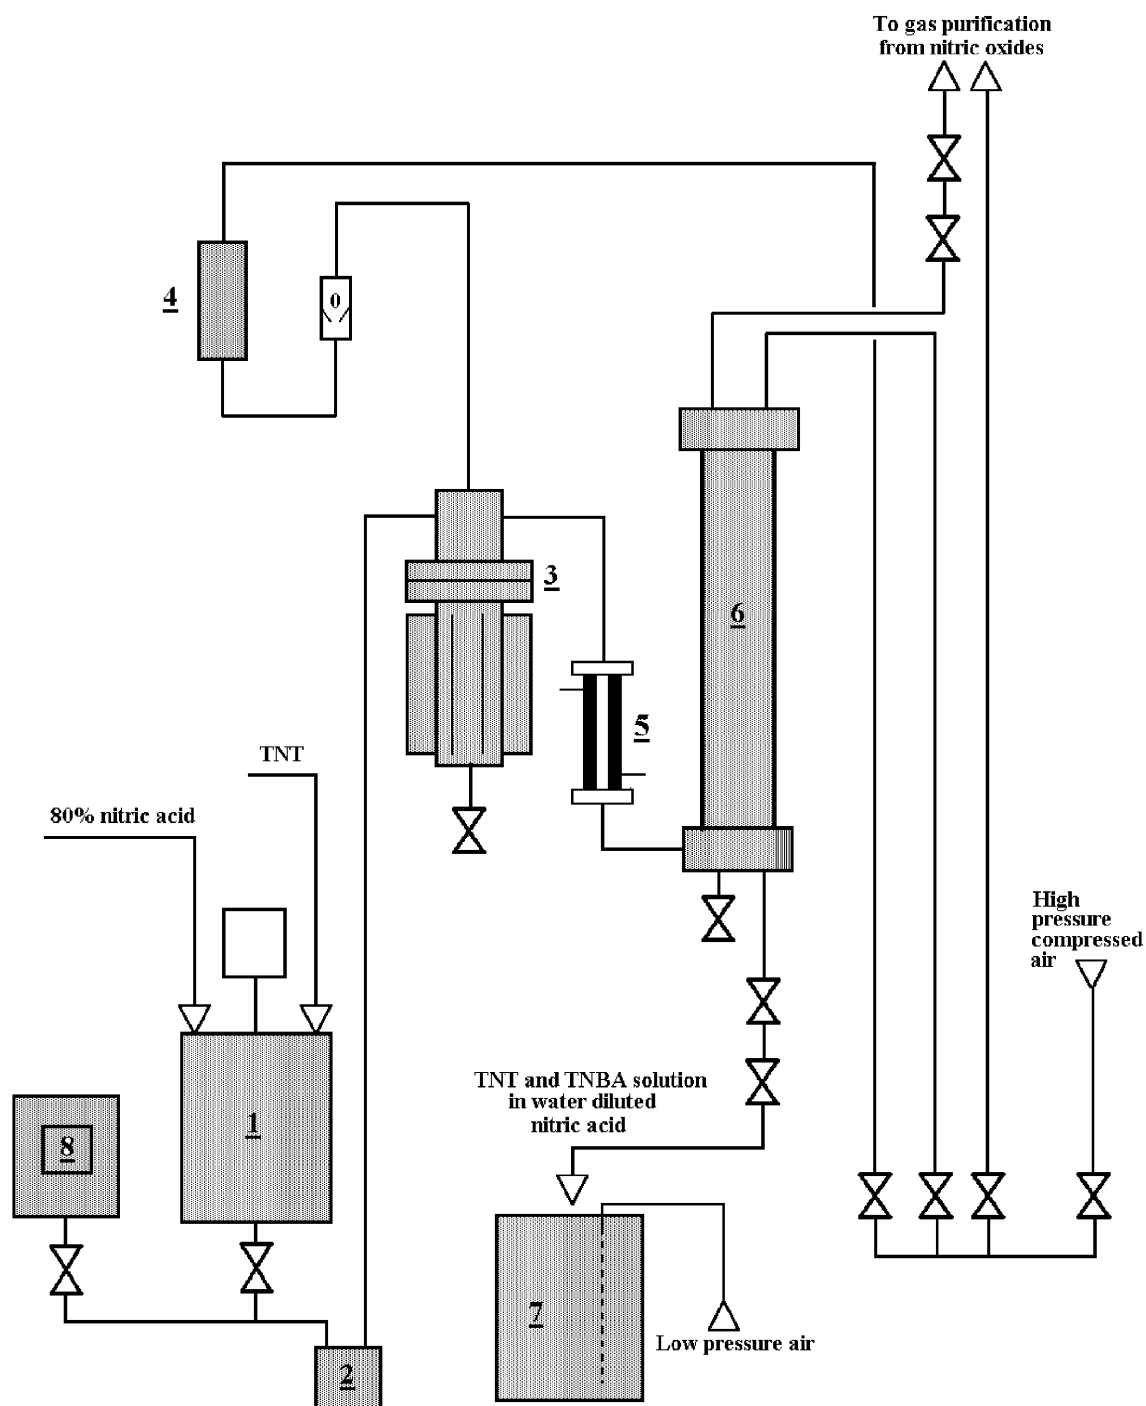 To gas purification
from nitric oxides
4
0
3
6
5
TNT
80% nitric acid
High
pressure
compressed
air
TNT and TNBA solution
in water diluted
nitric acid
1
8
7
Low pressure air
2